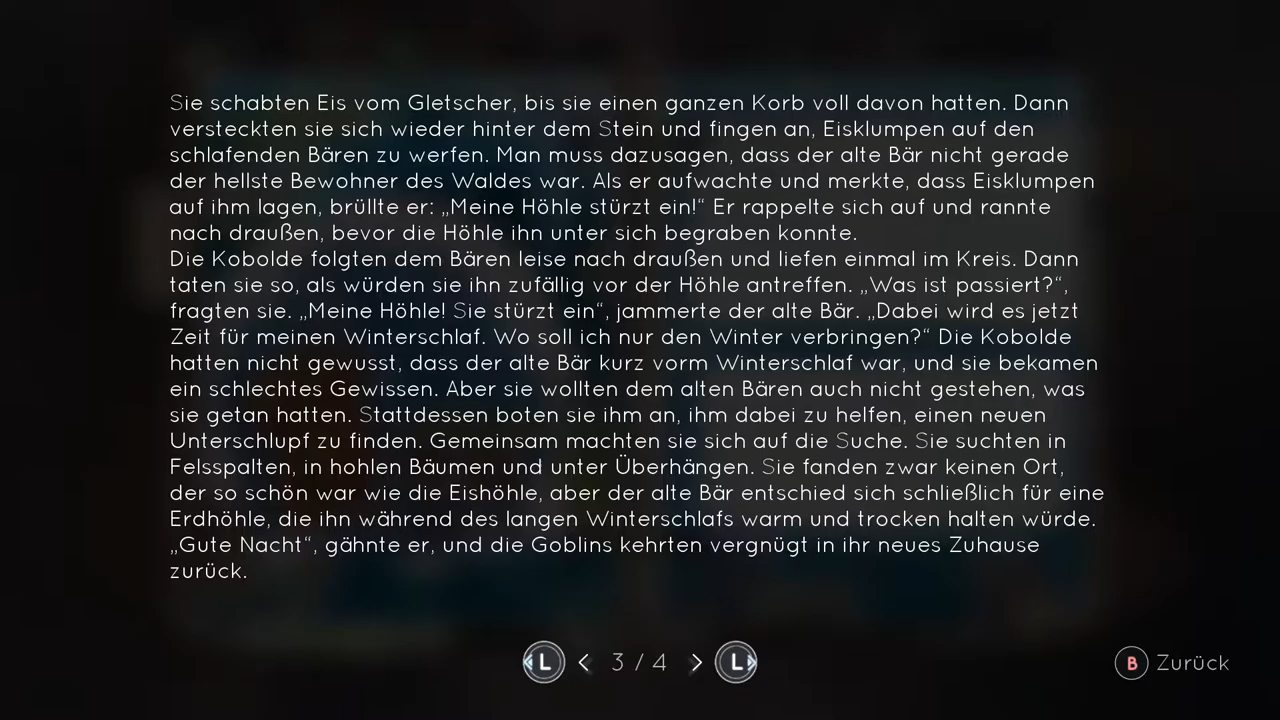 Sie schabten Eis vom Gletscher, bis sie einen ganzen Korb voll davon hatten. Dann
versteckten sie sich wieder hinter dem Stein und fingen an, Eisklumpen auf den
schlafenden Bären zu werfen. Man muss dazusagen, dass der alte Bär nicht gerade
der hellste Bewohner des Waldes war. Als er aufwachte und merkte, dass Eisklumpen
auf ihm lagen, brüllte er: „Meine Höhle stürzt ein!“ Er rappelte sich auf und rannte
nach draußen, bevor die Höhle ihn unter sich begraben konnte.
Die Kobolde folgten dem Bären leise nach draußen und liefen einmal im Kreis. Dann
taten sie so, als würden sie ihn zufällig vor der Höhle antreffen. „Was ist passiert?“,
fragten sie. „Meine Höhle! Sie stürzt ein“, jammerte der alte Bär. „Dabei wird es jetzt
Zeit für meinen Winterschlaf. Wo soll ich nur den Winter verbringen?“ Die Kobolde
hatten nicht gewusst, dass der alte Bär kurz vorm Winterschlaf war, und sie bekamen
ein schlechtes Gewissen. Aber sie wollten dem alten Bären auch nicht gestehen, was
sie getan hatten. Stattdessen boten sie ihm an, ihm dabei zu helfen, einen neuen
Unterschlupf zu finden. Gemeinsam machten sie sich auf die Suche. Sie suchten in
Felsspalten, in hohlen Bäumen und unter Überhängen. Sie fanden zwar keinen Ort,
der so schön war wie die Eishöhle, aber der alte Bär entschied sich schließlich für eine
Erdhöhle, die ihn während des langen Winterschlafs warm und trocken halten würde.
„Gute Nacht“, gähnte er, und die Goblins kehrten vergnügt in ihr neues Zuhause
zurück.
L < 3 / 4 > L
B Zurück